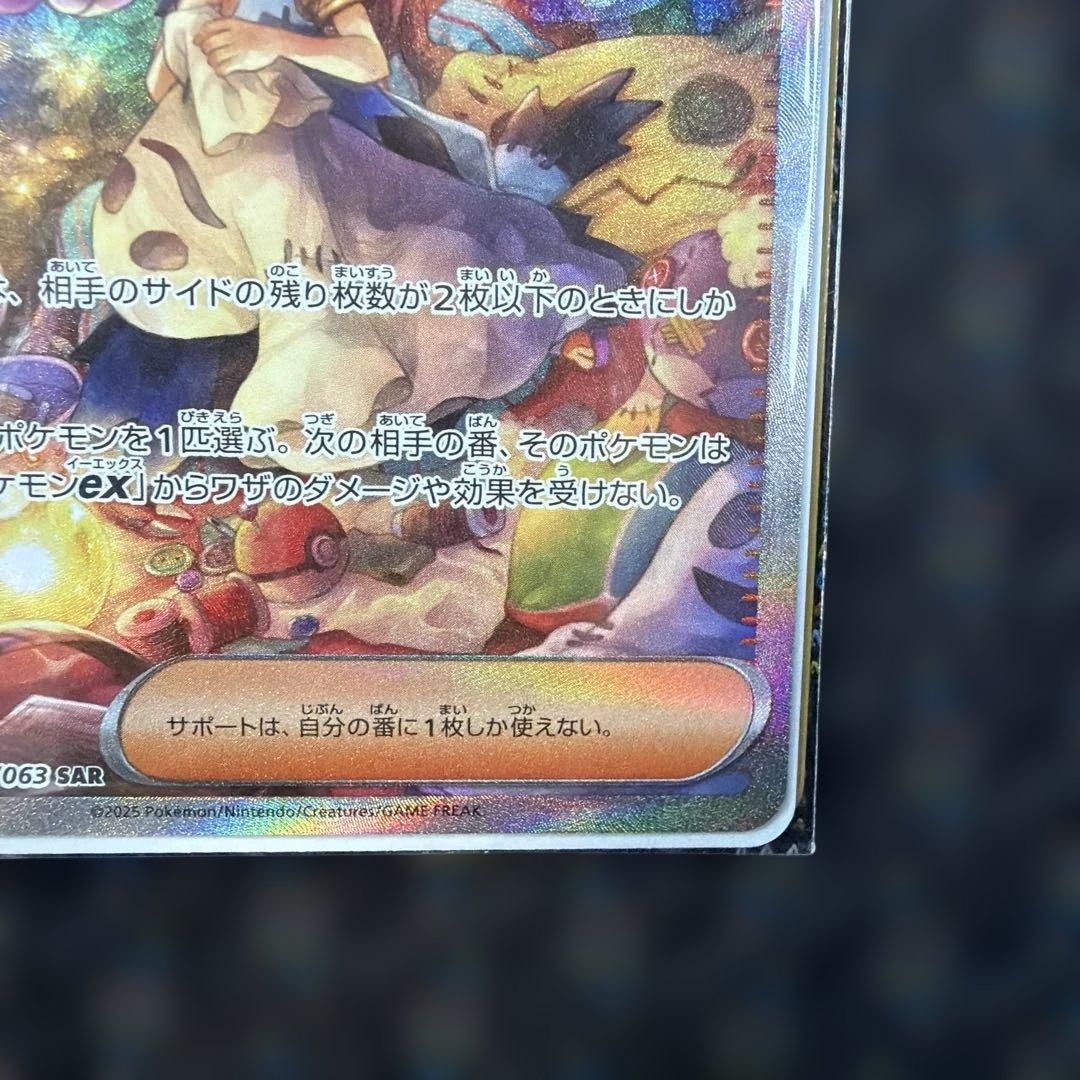 、相手のサイドの残り枚数が2枚以下のときにしか
ポケモンを1匹選ぶ。次の相手の番、そのポケモンは
ケモンex」からワザのダメージや効果を受けない。
サポートは、自分の番に1枚しか使えない。
/063 SAR
©2025 Pokémon/Nintendo/Creatures/GAME FREAK